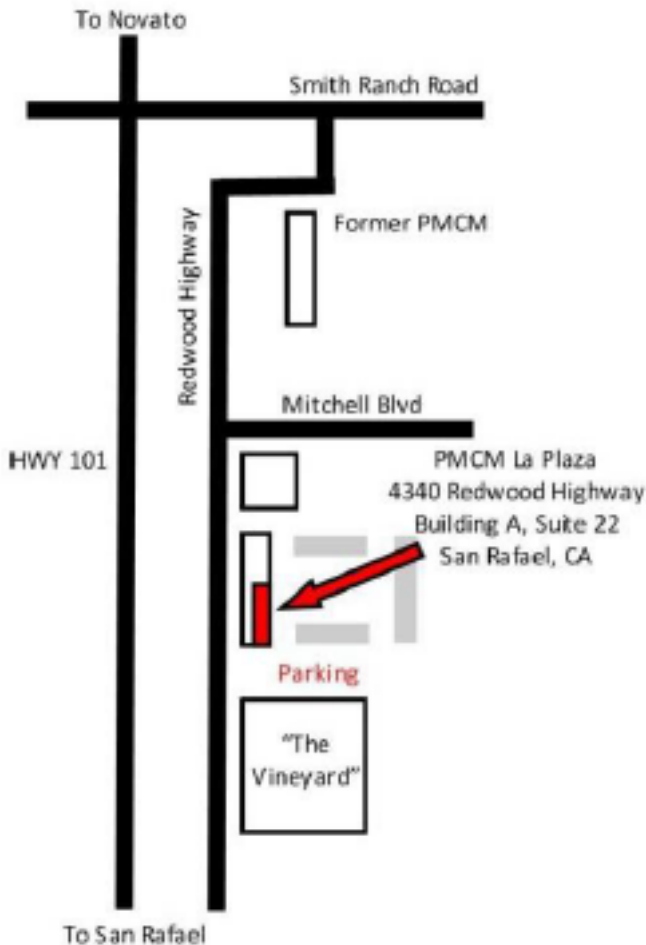 To Novato
Smith Ranch Road
Redwood Highway
Former PMCM
Mitchell Blvd
HWY 101
PMCM La Plaza
4340 Redwood Highway
Building A, Suite 22
San Rafael, CA
Parking
“The
Vineyard”
To San Rafael